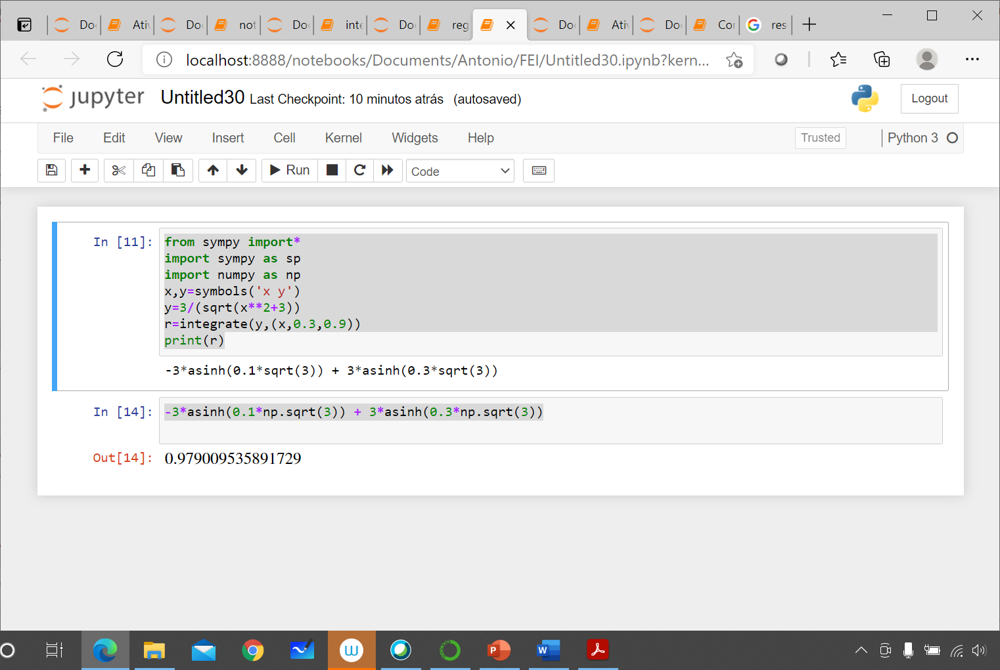 Do
Ati
Do
not
Do
inte
Do
reg
Do
Ati
Do
Cor
res
localhost:8888/notebooks/Documents/Antonio/FEI/Untitled30.ipynb?kern...
jupyter Untitled30 Last Checkpoint: 10 minutos atrás (autosaved)
Logout
File Edit View Insert Cell Kernel Widgets Help
Trusted
Python 3
Run
Code
In [11]:
from sympy import*
import sympy as sp
import numpy as np
x,y=symbols('x y')
y=3/(sqrt(x**2+3))
r=integrate(y,(x,0.3,0.9))
print(r)
-3*asinh(0.1*sqrt(3)) + 3*asinh(0.3*sqrt(3))
In [14]:
-3*asinh(0.1*np.sqrt(3)) + 3*asinh(0.3*np.sqrt(3))
Out[14]:
0.979009535891729